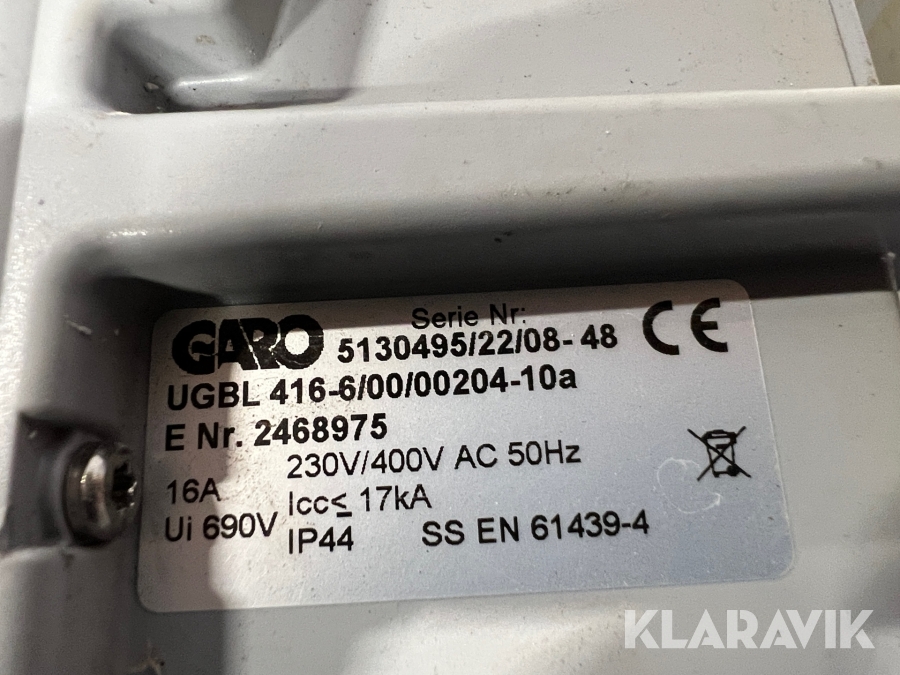 GARO
Serie Nr:
5130495/22/08-48
CE
UGBL 416-6/00/00204-10a
E Nr. 2468975
230V/400V AC 50Hz
16A
Icc≤ 17kA
Ui 690V
IP44
SS EN 61439-4
KLARAVIK